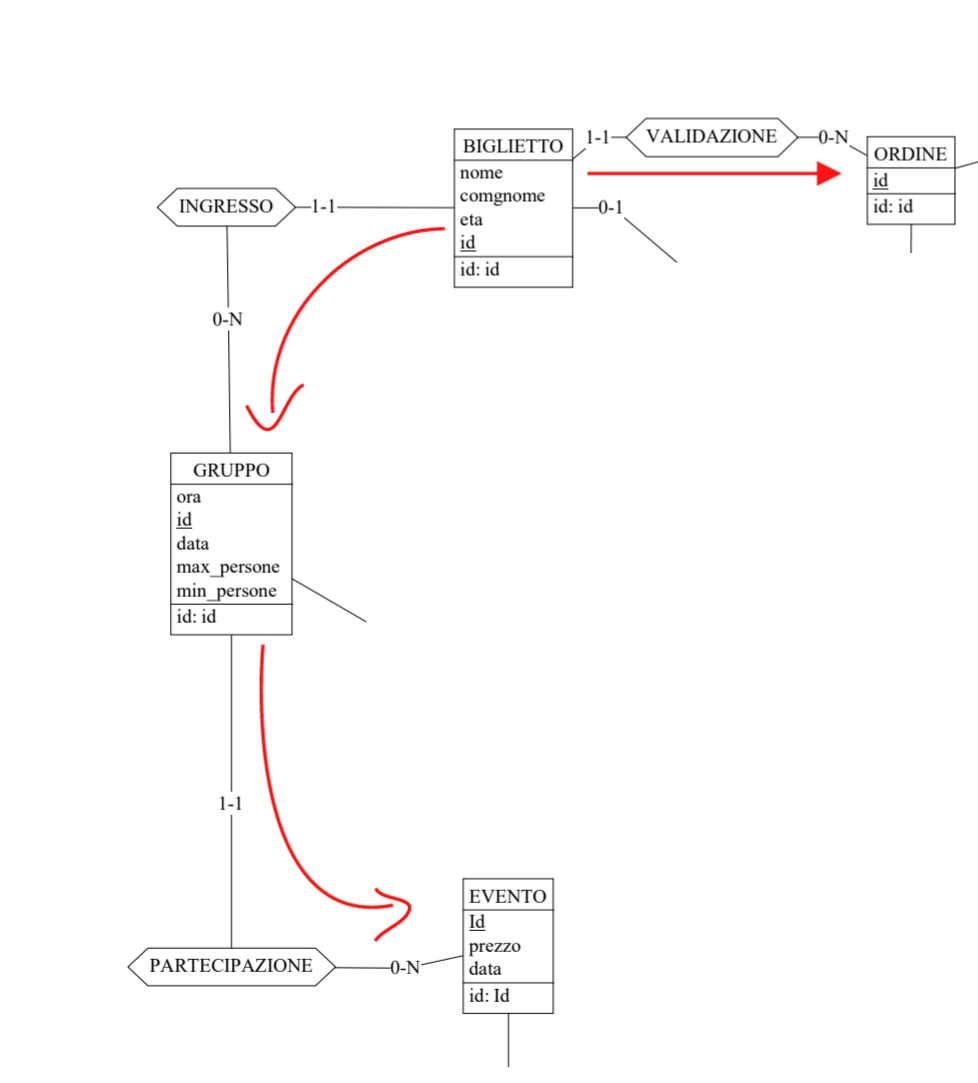 BIGLIETTO
nome
comgnome
eta
id
id: id
1-1
VALIDAZIONE
0-N
ORDINE
id
id: id
INGRESSO
1-1
0-1
0-N
GRUPPO
ora
id
data
max_persone
min_persone
id: id
1-1
PARTECIPAZIONE
0-N
EVENTO
Id
prezzo
data
id: Id